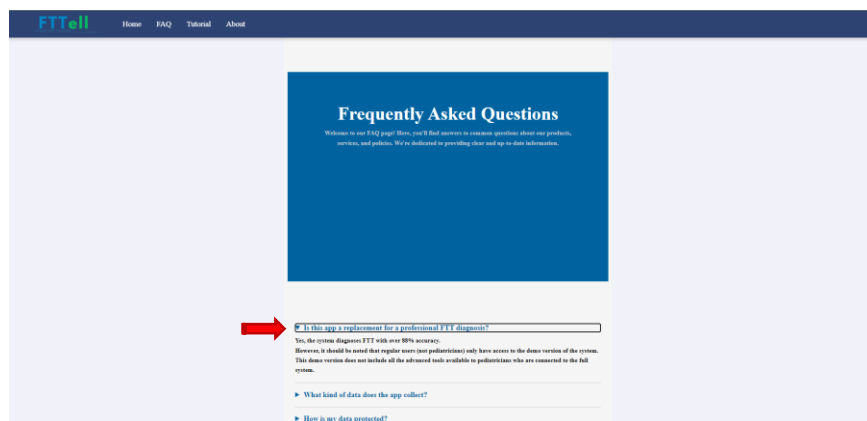 FTTell
Home FAQ Tutorial About
Frequently Asked Questions
Welcome to our FAQ page! Here, you'll find answers to common questions about our products,
services, and policies. We're dedicated to providing clear and up-to-date information.
Is this app a replacement for a professional FTT diagnosis?
Yes, the system diagnoses FTT with over 88% accuracy.
However, it should be noted that regular users (not pediatricians) only have access to the demo version of the system.
This demo version does not include all the advanced tools available to pediatricians who are connected to the full
system.
What kind of data does the app collect?
How is my data protected?